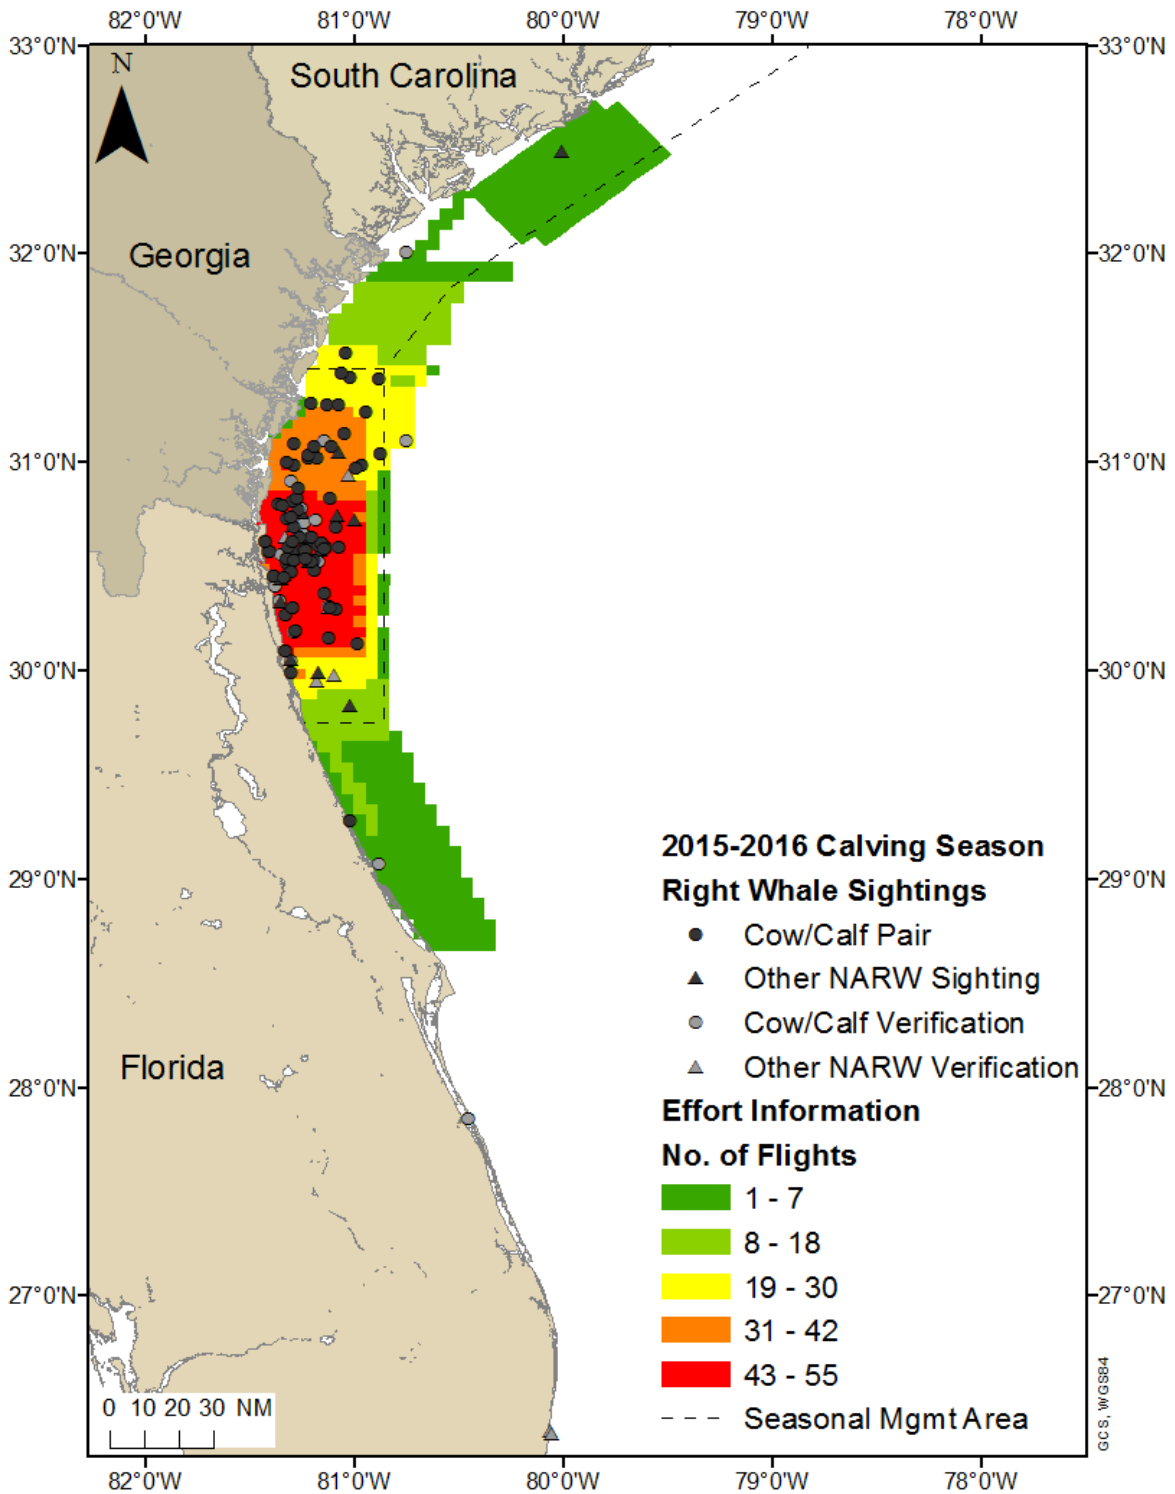 82°0'W 81°0'W 80°0'W 79°0'W 78°0'W
33°0'N 33°0'N
N
South Carolina
Georgia
32°0'N 32°0'N
31°0'N 31°0'N
30°0'N 30°0'N
2015-2016 Calving Season
29°0'N 29°0'N
Right Whale Sightings
Cow/Calf Pair
Other NARW Sighting
Cow/Calf Verification
Florida
Other NARW Verification
28°0'N 28°0'N
Effort Information
No. of Flights
1 - 7
8 - 18
27°0'N 27°0'N
19 - 30
31 - 42
43 - 55
Seasonal Mgmt Area
0 10 20 30 NM
GCS, WGS84
82°0'W 81°0'W 80°0'W 79°0'W 78°0'W